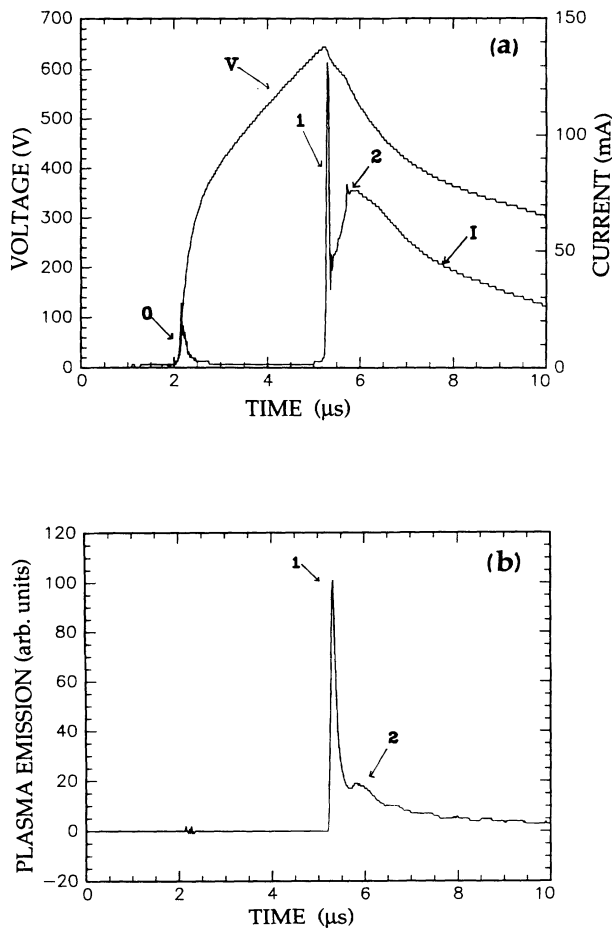 (a)
700
600
500
400
300
200
100
0
VOLTAGE (V)
150
100
50
0
CURRENT (mA)
V
1
2
I
0
0 2 4 6 8 10
TIME (μs)
(b)
120
100
80
60
40
20
0
−20
PLASMA EMISSION (arb. units)
1
2
0 2 4 6 8 10
TIME (μs)